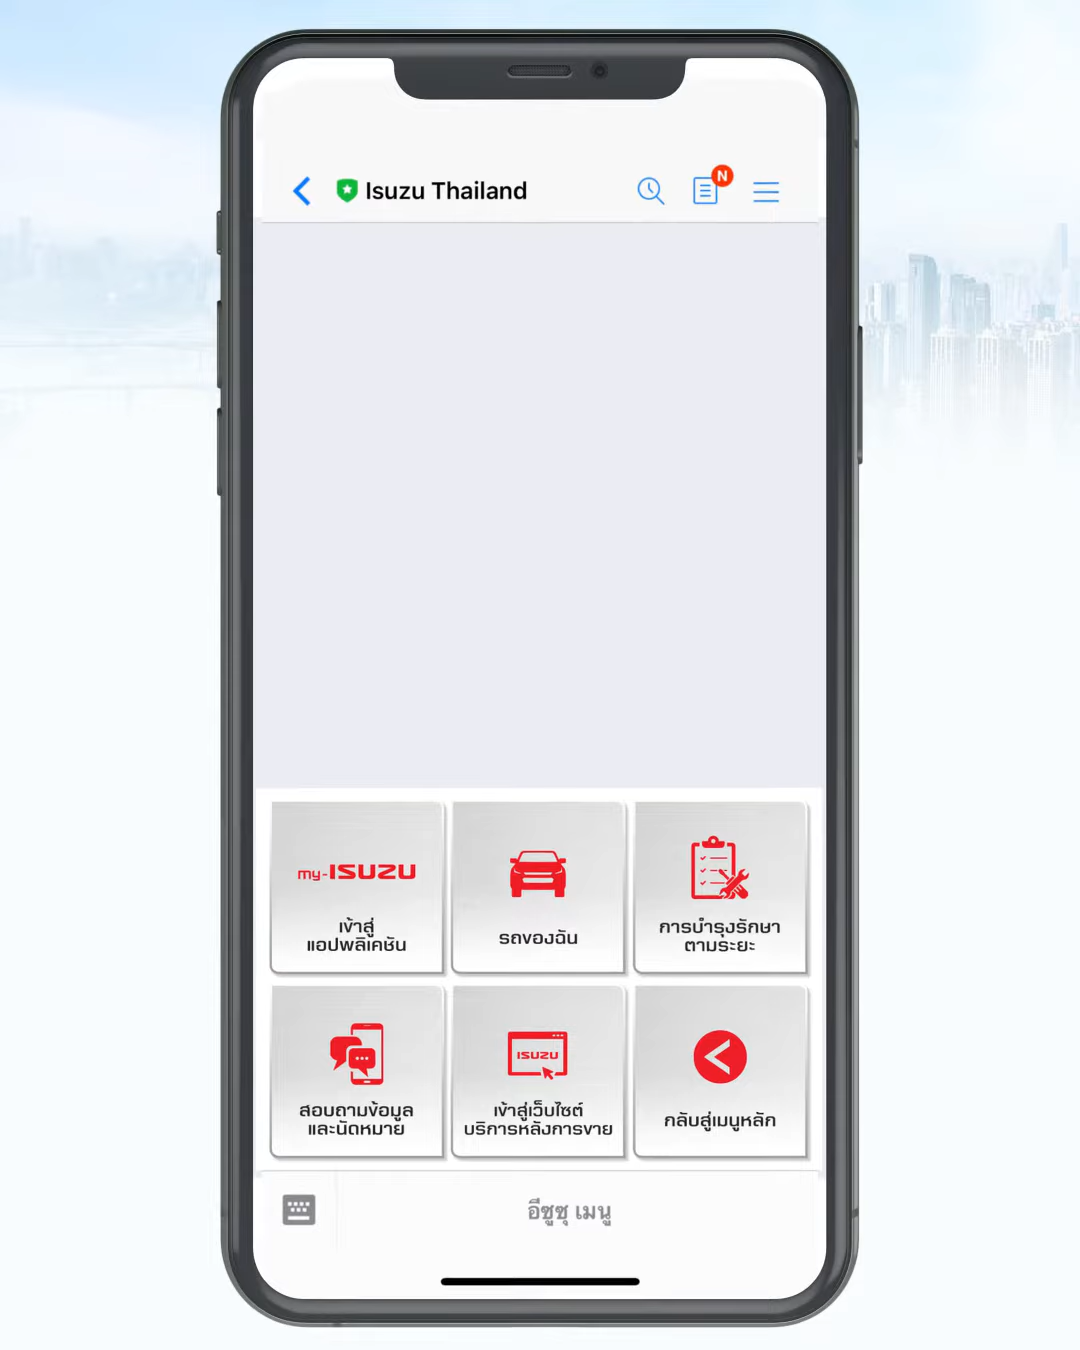 Isuzu Thailand
N
my-ISUZU
เข้าสู่
แอปพลิเคชัน
รถของฉัน
การบำรุงรักษา
ตามระยะ
สอบถามข้อมูล
และนัดหมาย
ISUZU
เข้าสู่เว็บไซต์
บริการหลังการขาย
กลับสู่เมนูหลัก
อีซูซุ เมนู